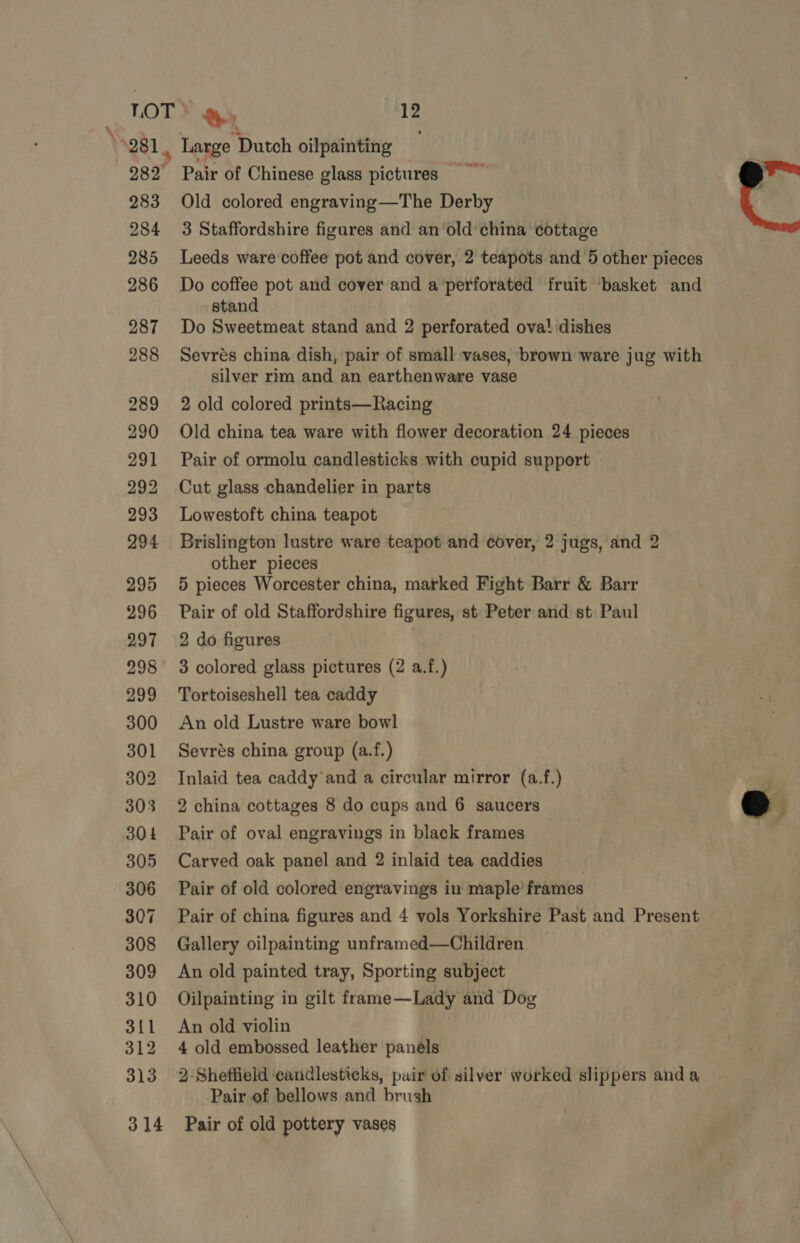 LOT 12
281 Large Dutch oilpainting
282 Pair of Chinese glass pictures
283 Old colored engraving—The Derby
284 3 Staffordshire figures and an old china cottage
285 Leeds ware coffee pot and cover, 2 teapots and 5 other pieces
286 Do coffee pot and cover and a perforated fruit basket and
stand
287 Do Sweetmeat stand and 2 perforated oval dishes
288 Sevrés china dish, pair of small vases, brown ware jug with
silver rim and an earthenware vase
289 2 old colored prints—Racing
290 Old china tea ware with flower decoration 24 pieces
291 Pair of ormolu candlesticks with cupid support
292 Cut glass chandelier in parts
293 Lowestoft china teapot
294 Brislington lustre ware teapot and cover, 2 jugs, and 2
other pieces
295 5 pieces Worcester china, marked Fight Barr & Barr
296 Pair of old Staffordshire figures, st Peter and st Paul
297 2 do figures
298 3 colored glass pictures (2 a.f.)
299 Tortoiseshell tea caddy
300 An old Lustre ware bowl
301 Sevrés china group (a.f.)
302 Inlaid tea caddy and a circular mirror (a.f.)
303 2 china cottages 8 do cups and 6 saucers
304 Pair of oval engravings in black frames
305 Carved oak panel and 2 inlaid tea caddies
306 Pair of old colored engravings in maple frames
307 Pair of china figures and 4 vols Yorkshire Past and Present
308 Gallery oilpainting unframed—Children
309 An old painted tray, Sporting subject
310 Oilpainting in gilt frame—Lady and Dog
311 An old violin
312 4 old embossed leather panels
313 2 Sheffield candlesticks, pair of silver worked slippers and a
Pair of bellows and brush
314 Pair of old pottery vases